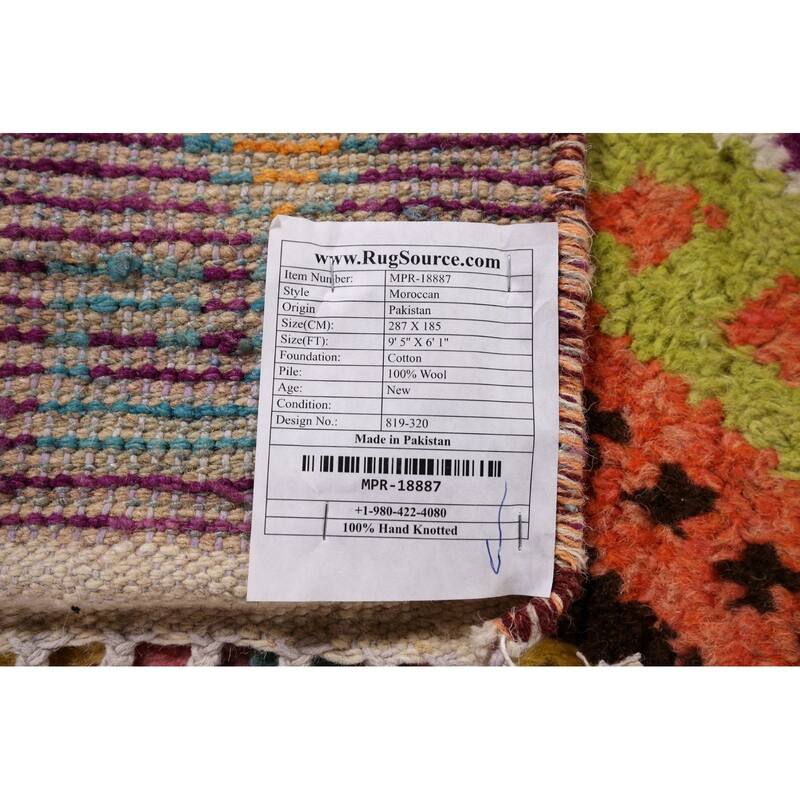 www.RugSource.com
Item Number: MPR-18887
Style Moroccan
Origin Pakistan
Size(CM): 287 X 185
Size(FT): 9' 5" X 6' 1"
Foundation: Cotton
Pile: 100% Wool
Age: New
Condition:
Design No.: 819-320
Made in Pakistan
MPR-18887
+1-980-422-4080
100% Hand Knotted